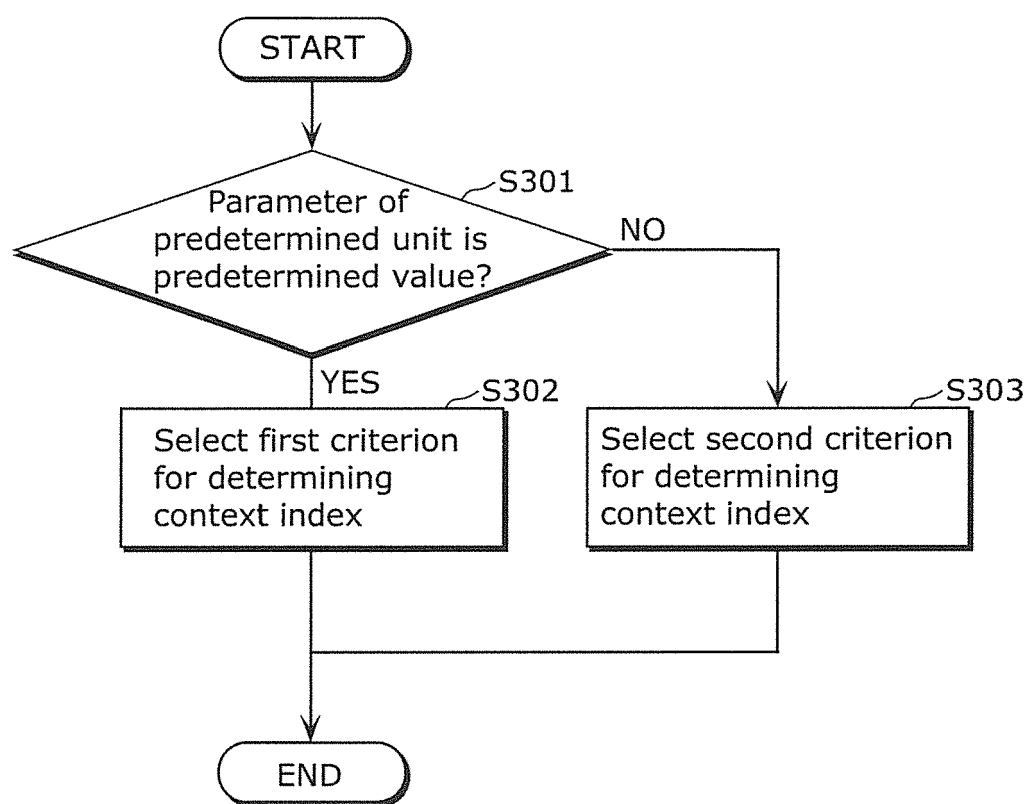 START
S301
Parameter of
predetermined unit is
predetermined value?
NO
YES
S302
Select first criterion
for determining
context index
S303
Select second criterion
for determining
context index
END